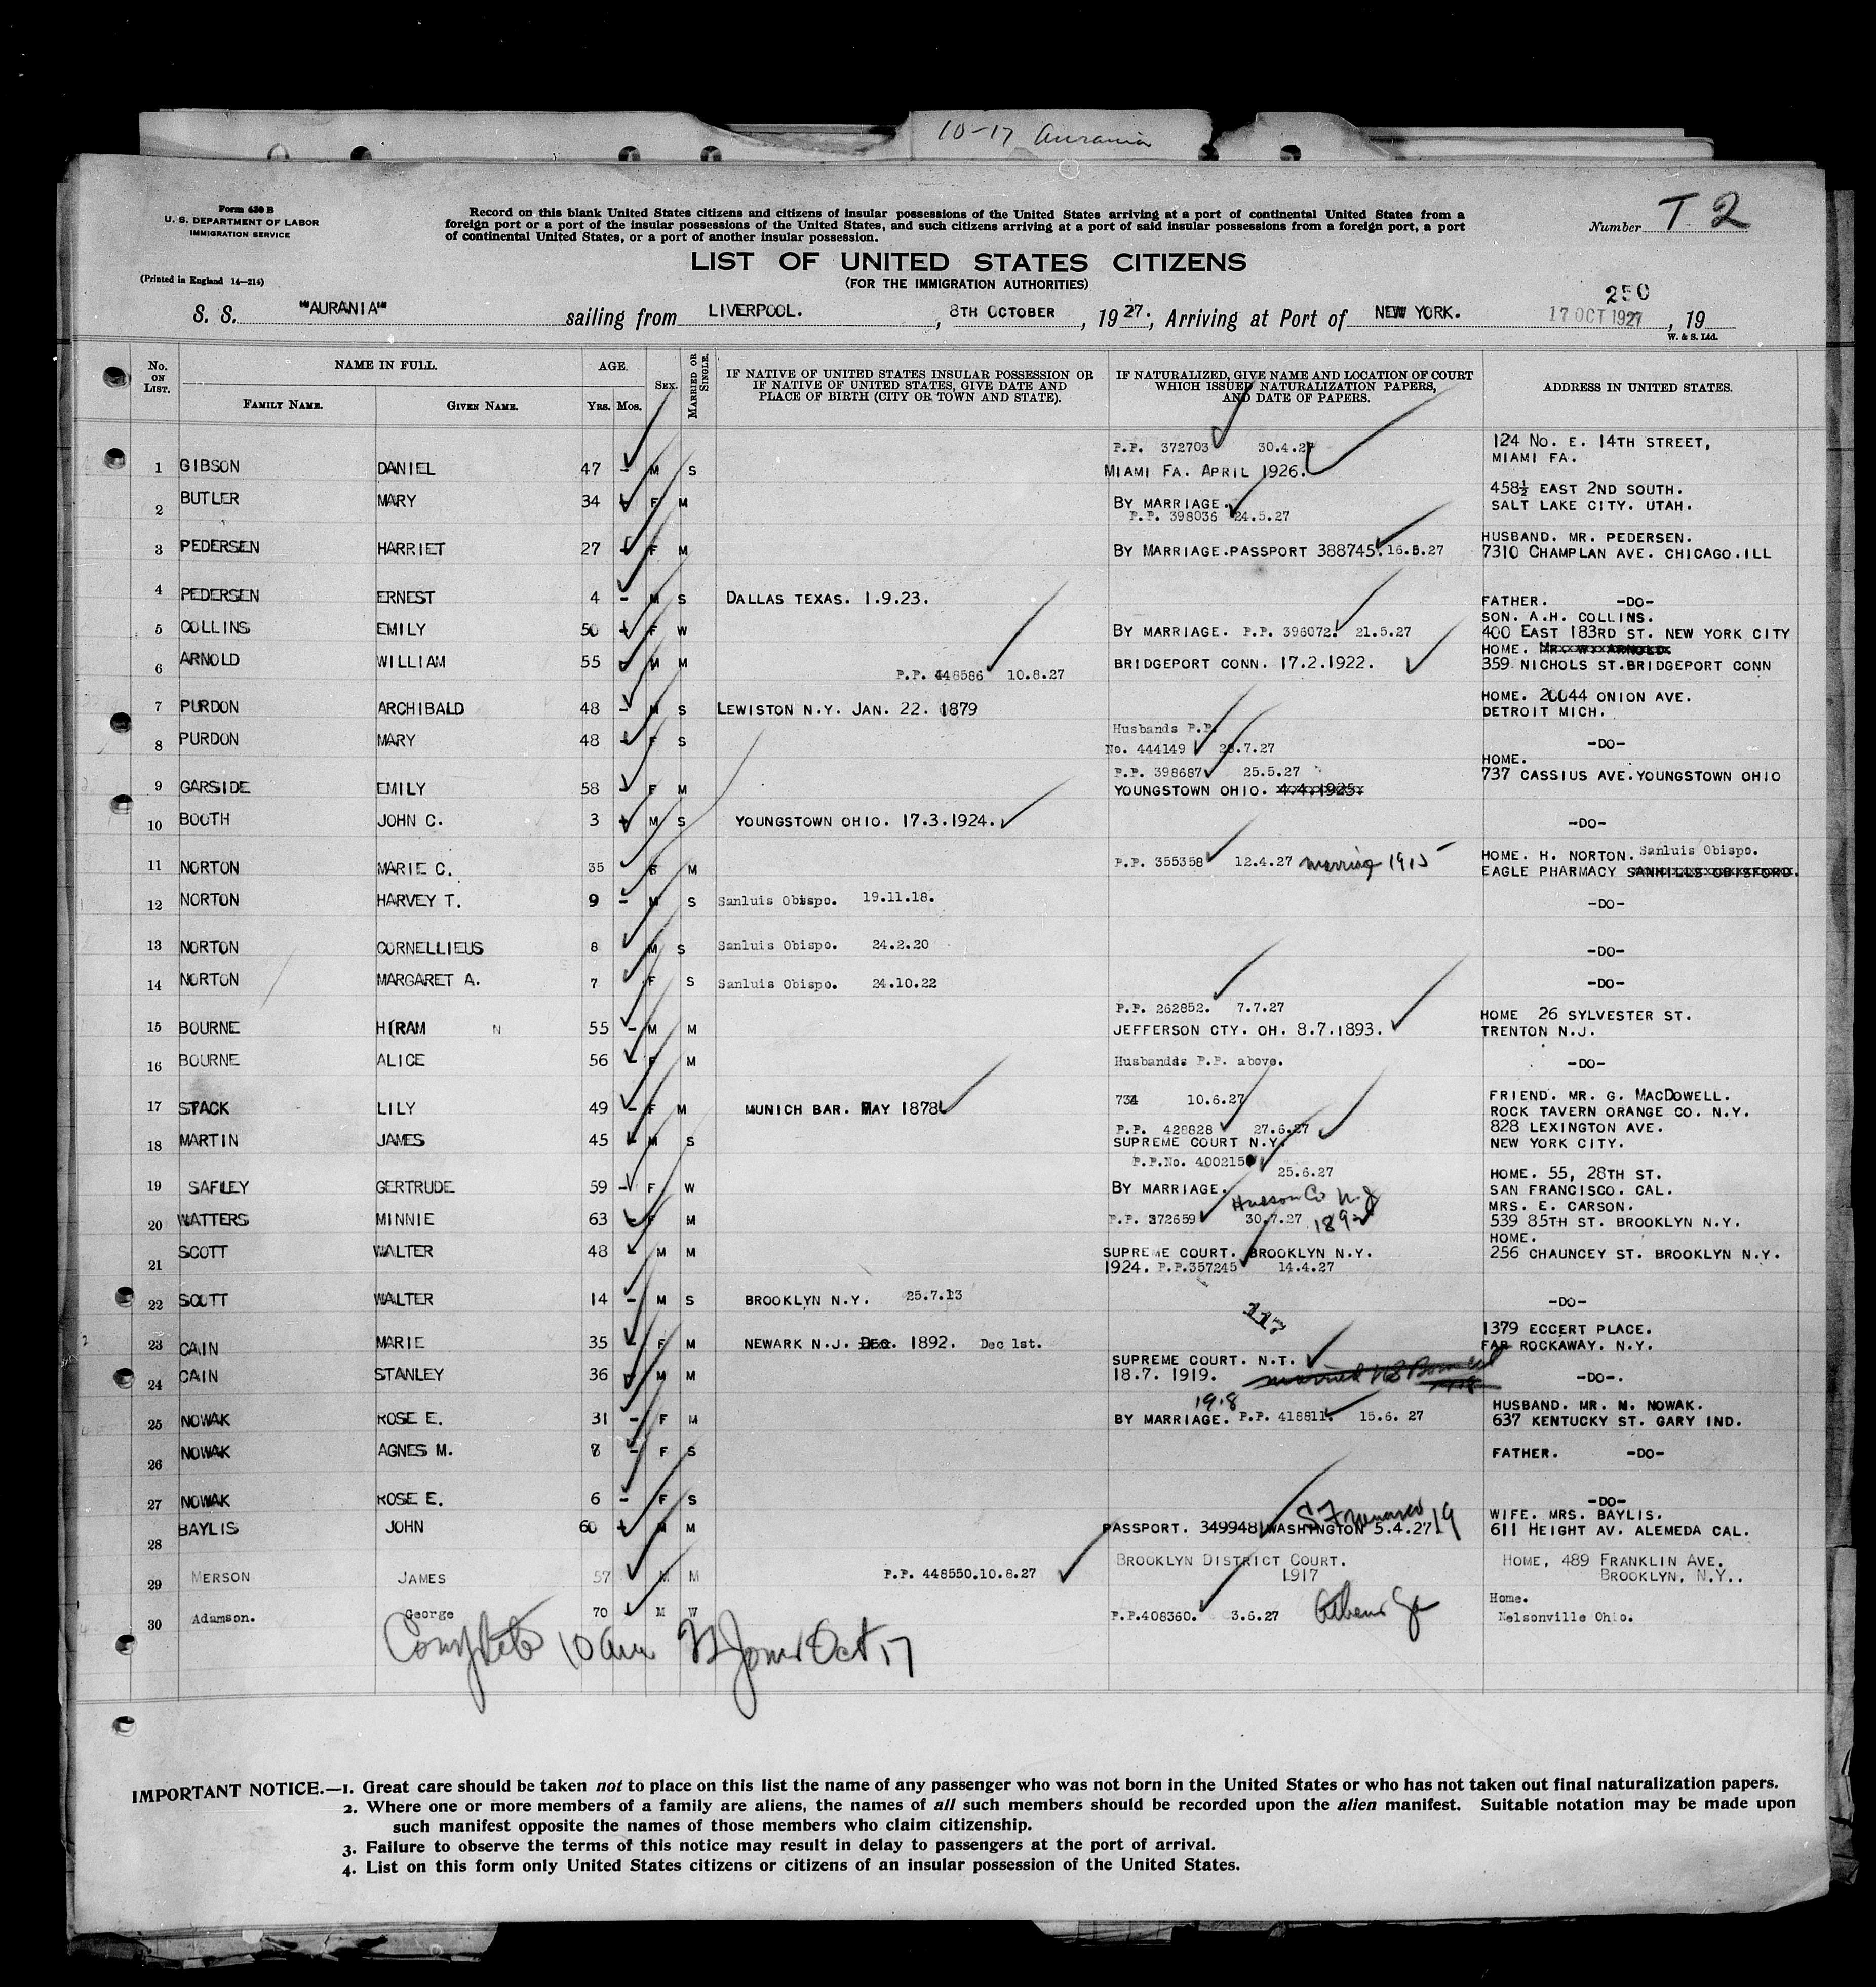 10-17 Aurania
Form 630 B
U. S. DEPARTMENT OF LABOR
IMMIGRATION SERVICE
(Printed in England 14—214)
Record on this blank United States citizens and citizens of insular possessions of the United States arriving at a port of continental United States from a
foreign port or a port of the insular possessions of the United States, and such citizens arriving at a port of said insular possessions from a foreign port, a port
of continental United States, or a port of another insular possession.
Number T 2
LIST OF UNITED STATES CITIZENS
(FOR THE IMMIGRATION AUTHORITIES)
250
S. S. "AURANIA" sailing from LIVERPOOL. , 8TH OCTOBER , 1927. , Arriving at Port of NEW YORK. 17 OCT 1927 , 19
W. & S. Ltd.
No. ON LIST. NAME IN FULL. AGE. SEX. MARRIED OR SINGLE. IF NATIVE OF UNITED STATES INSULAR POSSESSION OR IF NATIVE OF UNITED STATES, GIVE DATE AND PLACE OF BIRTH (CITY OR TOWN AND STATE). IF NATURALIZED, GIVE NAME AND LOCATION OF COURT WHICH ISSUED NATURALIZATION PAPERS, AND DATE OF PAPERS. ADDRESS IN UNITED STATES.
FAMILY NAME. GIVEN NAME. YRS. MOS.
P.P. 372703 30.4.27 124 NO. E. 14TH STREET,
1 GIBSON DANIEL 47 - M S MIAMI FA. APRIL 1926. MIAMI FA.
458½ EAST 2ND SOUTH.
2 BUTLER MARY 34 - F M BY MARRIAGE. SALT LAKE CITY. UTAH.
P.P. 398036 24.5.27
HUSBAND. MR. PEDERSEN.
3 PEDERSEN HARRIET 27 - F M BY MARRIAGE.PASSPORT 388745.16.5.27 7310 CHAMPLAN AVE. CHICAGO.ILL
4 PEDERSEN ERNEST 4 - M S DALLAS TEXAS. 1.9.23. FATHER. -DO-
SON. A.H. COLLINS.
5 COLLINS EMILY 50 - F W BY MARRIAGE. P.P. 396072. 21.5.27 400 EAST 183RD ST. NEW YORK CITY
HOME. MR. W. ARNOLD.
6 ARNOLD WILLIAM 55 - M M P.P. 448586 10.8.27 BRIDGEPORT CONN. 17.2.1922. 359 NICHOLS ST.BRIDGEPORT CONN
HOME. 20044 ONION AVE.
7 PURDON ARCHIBALD 48 - M S LEWISTON N.Y. JAN. 22. 1879 DETROIT MICH.
Husbands P.P.
8 PURDON MARY 48 - F S No. 444149 28.7.27 -DO-
P.P. 398687 25.5.27 HOME.
737 CASSIUS AVE.YOUNGSTOWN OHIO
9 GARSIDE EMILY 58 - F M YOUNGSTOWN OHIO. 4.4.1925.
10 BOOTH JOHN C. 3 - M S YOUNGSTOWN OHIO. 17.3.1924. -DO-
11 NORTON MARIE C. 35 F M P.P. 355358 12.4.27 marriage 1915 HOME. H. NORTON. Sanluis Obispo.
EAGLE PHARMACY SANHILLS OBISFORD.
12 NORTON HARVEY T. 9 - M S Sanluis Obispo. 19.11.18. -DO-
13 NORTON CORNELLIEUS 8 M S Sanluis Obispo. 24.2.20 -DO-
14 NORTON MARGARET A. 7 F S Sanluis Obispo. 24.10.22 -DO-
P.P. 262852. 7.7.27 HOME 26 SYLVESTER ST.
15 BOURNE HIRAM N 55 - M M JEFFERSON CTY. OH. 8.7.1893. TRENTON N.J.
16 BOURNE ALICE 56 - F M Husbands P.P. above. -DO-
734 10.6.27 FRIEND. MR. G. MACDOWELL.
17 STACK LILY 49 - F M MUNICH BAR. MAY 1878 ROCK TAVERN ORANGE CO. N.Y.
P.P. 428628 27.6.27 828 LEXINGTON AVE.
18 MARTIN JAMES 45 - M S SUPREME COURT N.Y. NEW YORK CITY.
P.P.No. 400215 25.6.27 HOME. 55, 28TH ST.
19 SAFLEY GERTRUDE 59 - F W BY MARRIAGE. SAN FRANCISCO. CAL.
Hudson Co N.J 1892 MRS. E. CARSON.
20 WATTERS MINNIE 63 - F M P.P. 372659 30.7.27 539 85TH ST. BROOKLYN N.Y.
HOME.
21 SCOTT WALTER 48 - M M SUPREME COURT. BROOKLYN N.Y. 256 CHAUNCEY ST. BROOKLYN N.Y.
1924. P.P.357245 14.4.27
22 SCOTT WALTER 14 - M S BROOKLYN N.Y. 25.7.13 -DO-
1379 ECCERT PLACE.
23 CAIN MARIE 35 - F M NEWARK N.J. DEC. 1892. Dec 1st. FAR ROCKAWAY. N.Y.
SUPREME COURT. N.T.
24 CAIN STANLEY 36 - M M 18.7. 1919. -DO-.
1918 HUSBAND. MR. M. NOWAK.
25 NOWAK ROSE E. 31 - F M BY MARRIAGE. P.P. 418811. 15.6. 27 637 KENTUCKY ST. GARY IND.
26 NOWAK AGNES M. 8 - F S FATHER. -DO-
27 NOWAK ROSE E. 6 - F S -DO-
S Francisco 19 WIFE. MRS. BAYLIS.
28 BAYLIS JOHN 60 - M M PASSPORT. 349948 WASHINGTON 5.4.27 611 HEIGHT AV. ALEMEDA CAL.
BROOKLYN DISTRICT COURT. HOME, 489 FRANKLIN AVE.
29 MERSON JAMES 57 M M P.P. 448550.10.8.27 1917 BROOKLYN, N.Y..
Home.
30 Adamson. George 70 M W P.P.408360. 3.6.27 Nelsonville Ohio.
Complete 10 am Jones Oct 17
IMPORTANT NOTICE.—1. Great care should be taken not to place on this list the name of any passenger who was not born in the United States or who has not taken out final naturalization papers.
2. Where one or more members of a family are aliens, the names of all such members should be recorded upon the alien manifest. Suitable notation may be made upon
such manifest opposite the names of those members who claim citizenship.
3. Failure to observe the terms of this notice may result in delay to passengers at the port of arrival.
4. List on this form only United States citizens or citizens of an insular possession of the United States.